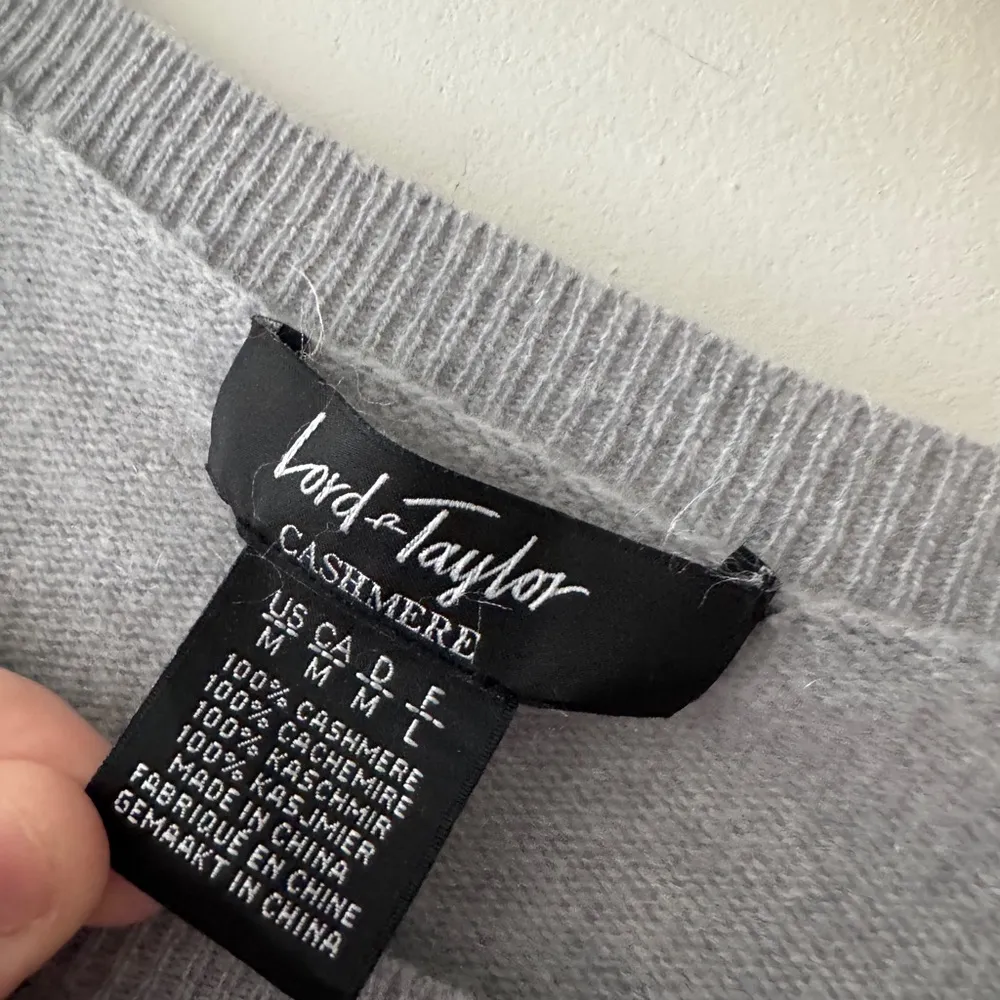 Lord & Taylor
CASHMERE
US CA D F
M M M L
100% CASHMERE
100% CACHEMIRE
100% KASCHMIR
100% KASJMIER
MADE IN CHINA
FABRIQUÉ EN CHINE
GEMAAKT IN CHINA